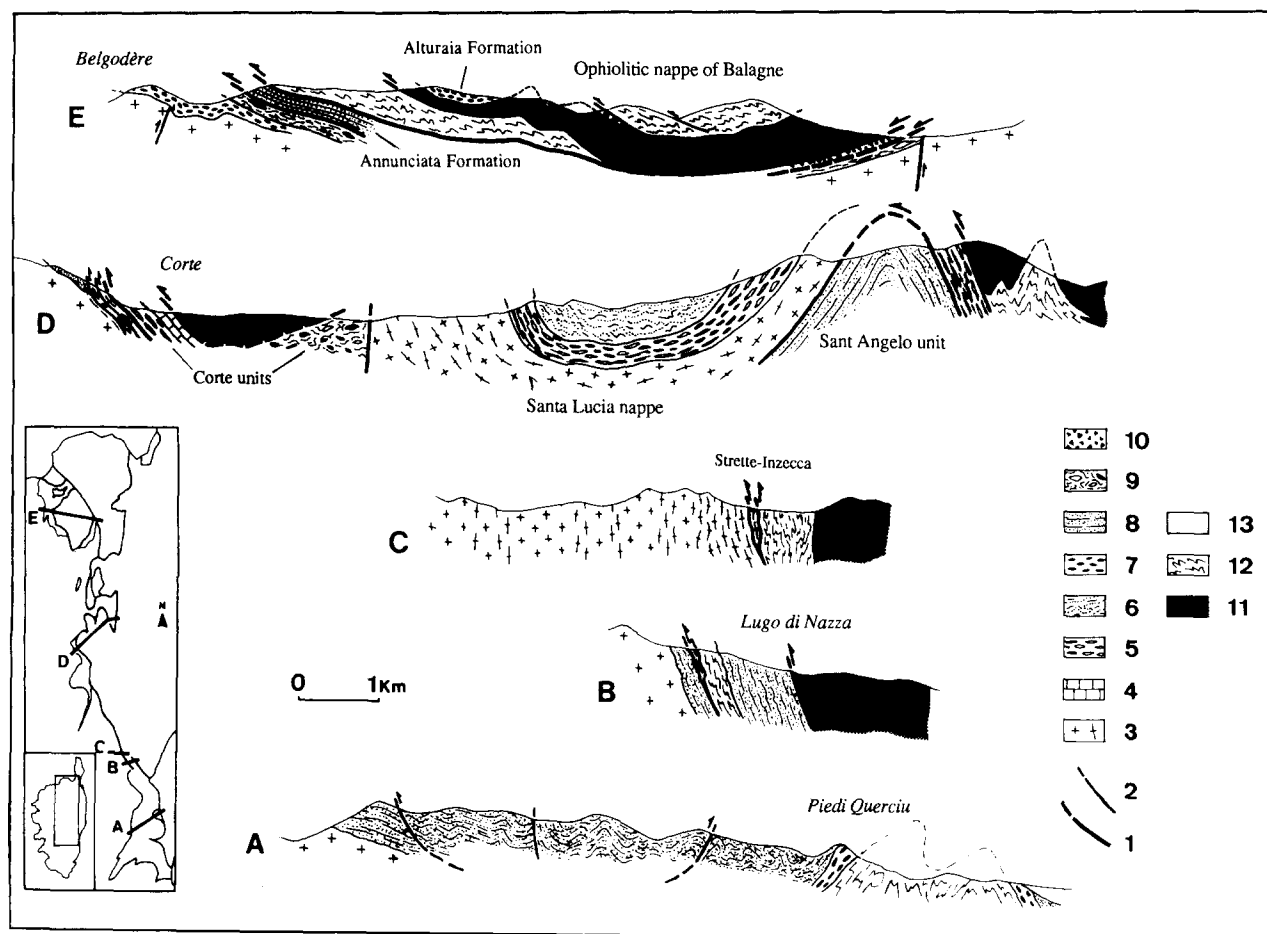 Alturaia Formation
Belgodère
Ophiolitic nappe of Balagne
E
Annunciata Formation
Corte
D
Sant Angelo unit
Corte units
Santa Lucia nappe
Strette-Inzecca
C
Lugo di Nazza
0 1 Km
B
Piedi Querciu
A
N
E
D
C
B
A
10
9
8 13
7 12
6 11
5
4
3
2
1